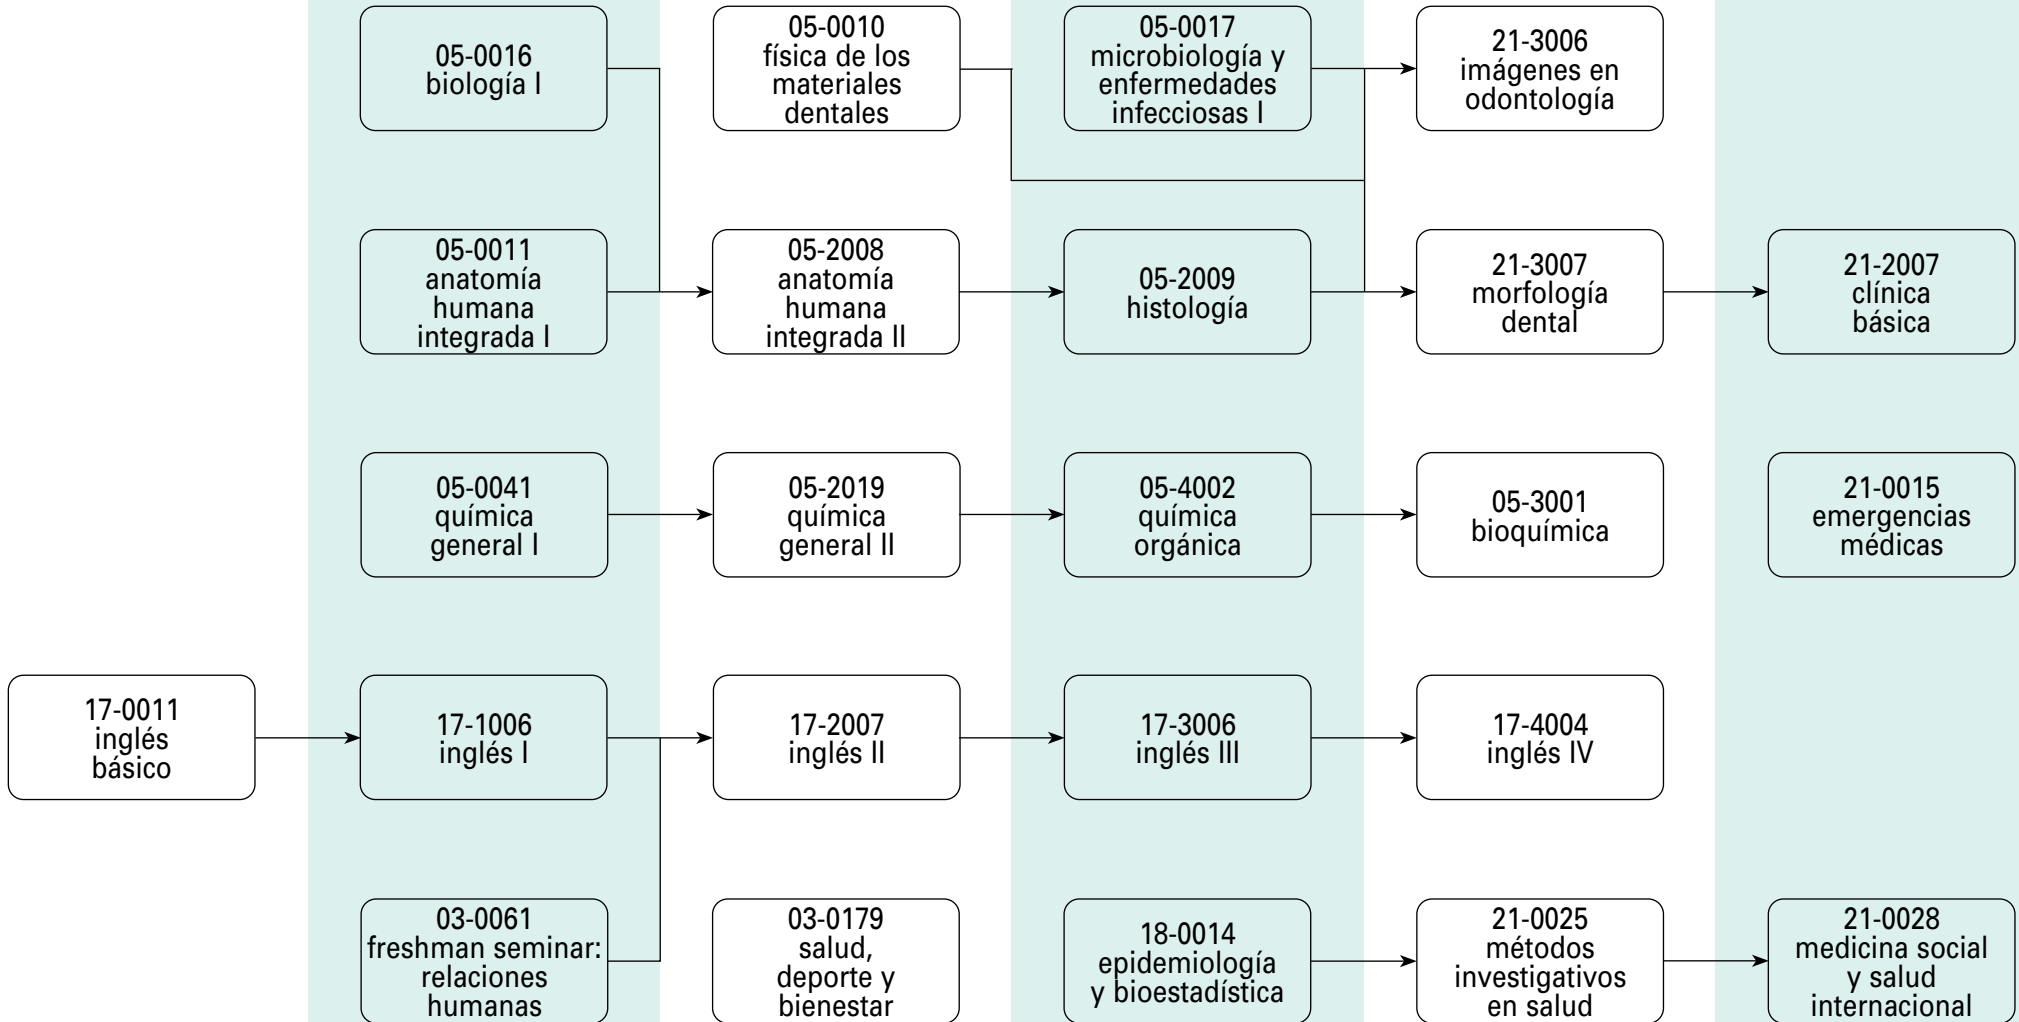 05-0016
biología I
05-0010
física de los
materiales
dentales
05-0017
microbiología y
enfermedades
infecciosas I
21-3006
imágenes en
odontología
05-0011
anatomía
humana
integrada I
05-2008
anatomía
humana
integrada II
05-2009
histología
21-3007
morfología
dental
21-2007
clínica
básica
05-0041
química
general I
05-2019
química
general II
05-4002
química
orgánica
05-3001
bioquímica
21-0015
emergencias
médicas
17-0011
inglés
básico
17-1006
inglés I
17-2007
inglés II
17-3006
inglés III
17-4004
inglés IV
03-0061
freshman seminar:
relaciones
humanas
03-0179
salud,
deporte y
bienestar
18-0014
epidemiología
y bioestadística
21-0025
métodos
investigativos
en salud
21-0028
medicina social
y salud
internacional